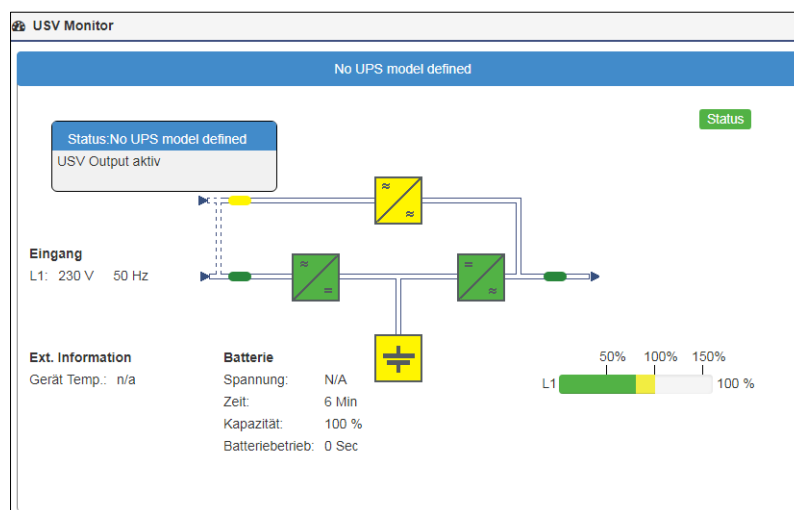 USV Monitor
No UPS model defined
Status:No UPS model defined
USV Output aktiv
Status
Eingang
L1: 230 V 50 Hz
Ext. Information
Gerät Temp.: n/a
Batterie
Spannung: N/A
Zeit: 6 Min
Kapazität: 100 %
Batteriebetrieb: 0 Sec
50% 100% 150%
L1 100 %